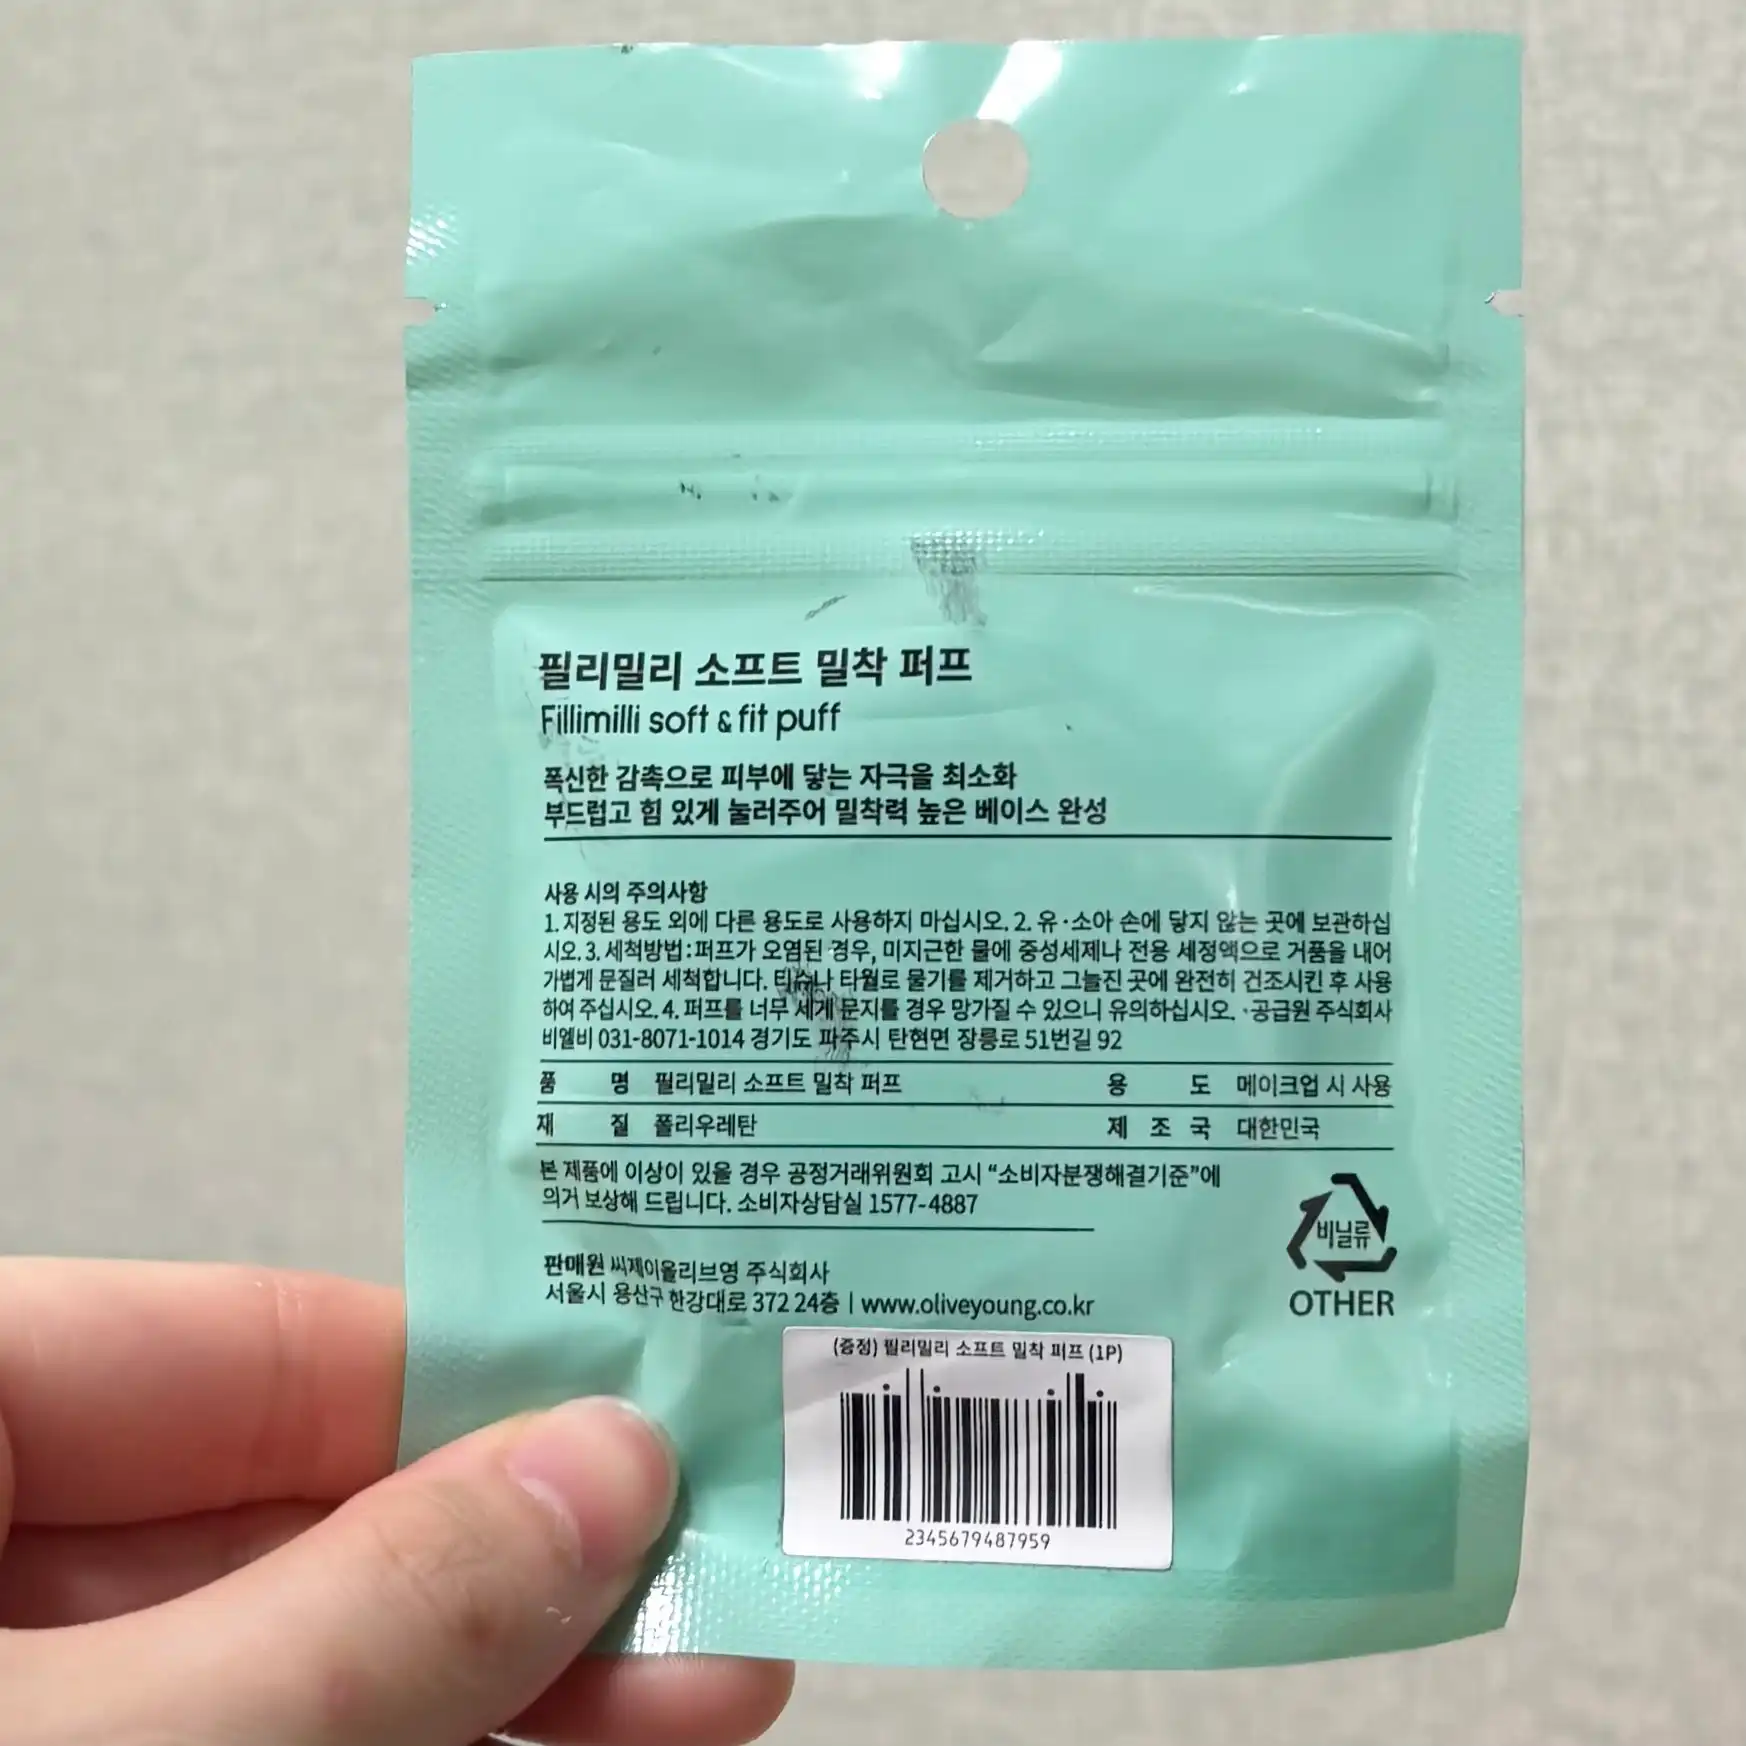 필리밀리 소프트 밀착 퍼프
Fillimilli soft & fit puff
폭신한 감촉으로 피부에 닿는 자극을 최소화
부드럽고 힘 있게 눌러주어 밀착력 높은 베이스 완성
사용 시의 주의사항
1. 지정된 용도 외에 다른 용도로 사용하지 마십시오. 2. 유·소아 손에 닿지 않는 곳에 보관하십
시오. 3. 세척방법 : 퍼프가 오염된 경우, 미지근한 물에 중성세제나 전용 세정액으로 거품을 내어
가볍게 문질러 세척합니다. 티슈나 타월로 물기를 제거하고 그늘진 곳에 완전히 건조시킨 후 사용
하여 주십시오. 4. 퍼프를 너무 세게 문지를 경우 망가질 수 있으니 유의하십시오. ·공급원 주식회사
비엘비 031-8071-1014 경기도 파주시 탄현면 장릉로 51번길 92
품 명 필리밀리 소프트 밀착 퍼프 용 도 메이크업 시 사용
재 질 폴리우레탄 제 조 국 대한민국
본 제품에 이상이 있을 경우 공정거래위원회 고시 “소비자분쟁해결기준”에
의거 보상해 드립니다. 소비자상담실 1577-4887
비닐류
OTHER
판매원 씨제이올리브영 주식회사
서울시 용산구 한강대로 372 24층 | www.oliveyoung.co.kr
(증정) 필리밀리 소프트 밀착 퍼프 (1P)
2345679487959